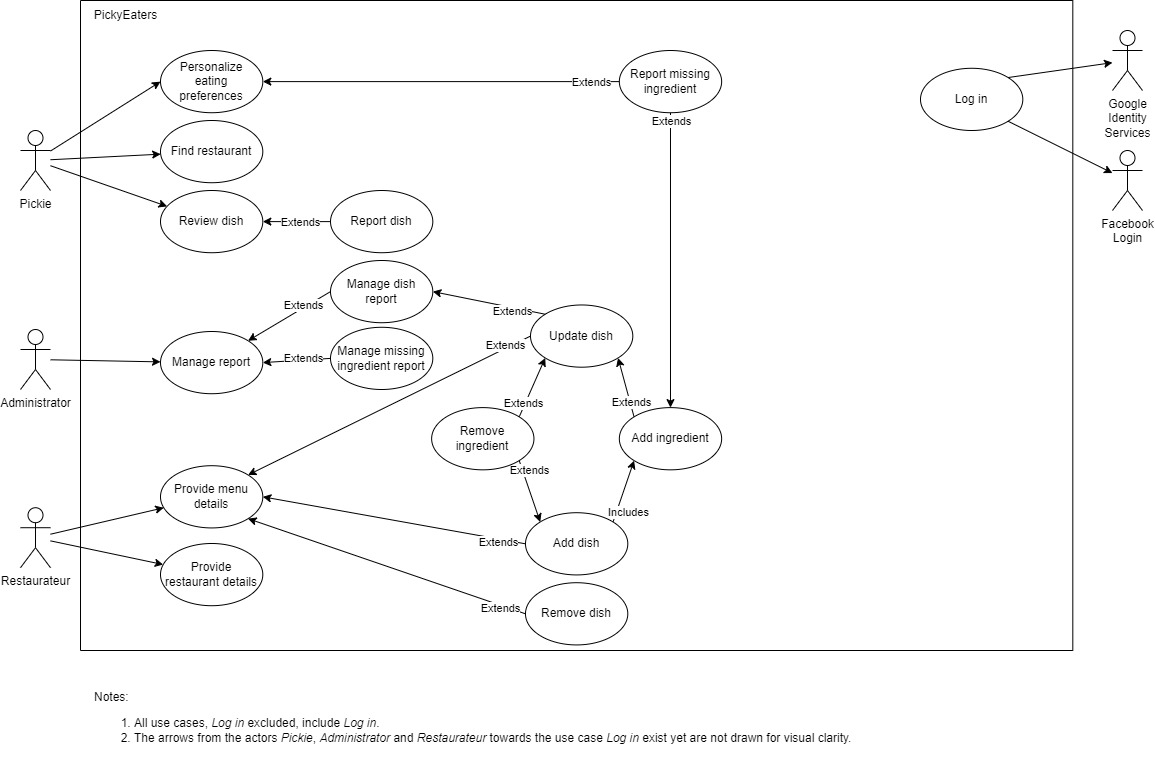 PickyEaters
Personalize
eating
preferences
Extends
Report missing
ingredient
Extends
Log in
Google
Identity
Services
Find restaurant
Pickie
Facebook
Login
Review dish
Extends
Report dish
Manage dish
report
Extends
Extends
Update dish
Extends
Manage report
Extends
Manage missing
ingredient report
Administrator
Extends
Extends
Remove
ingredient
Add ingredient
Extends
Provide menu
details
Includes
Extends
Add dish
Restaurateur
Provide
restaurant details
Extends
Remove dish
Notes:
1. All use cases, Log in excluded, include Log in.
2. The arrows from the actors Pickie, Administrator and Restaurateur towards the use case Log in exist yet are not drawn for visual clarity.